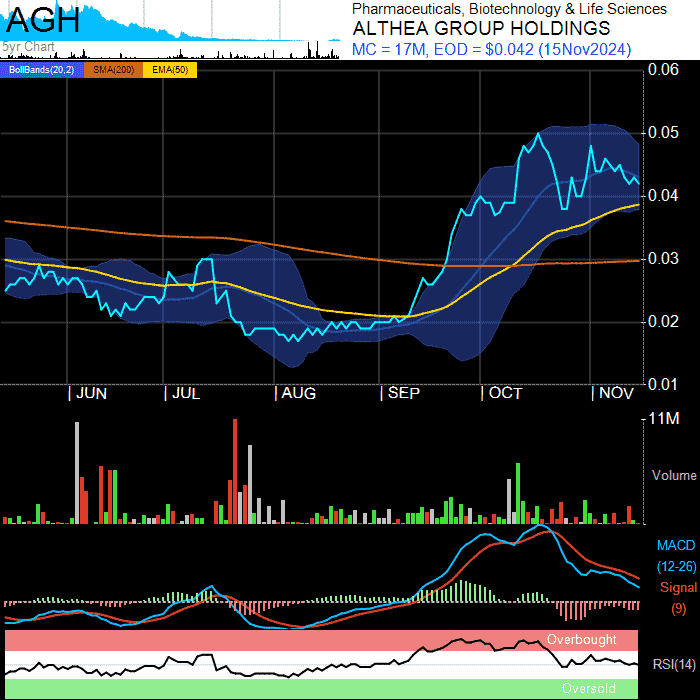 AGH
5yr Chart
Pharmaceuticals, Biotechnology & Life Sciences
ALTHEA GROUP HOLDINGS
MC = 17M, EOD = $0.042 (15Nov2024)
BollBands(20,2) SMA(200) EMA(50)
0.06
0.05
0.04
0.03
0.02
0.01
JUN JUL AUG SEP OCT NOV
11M
Volume
MACD
(12-26)
Signal
(9)
Overbought
RSI(14)
Oversold